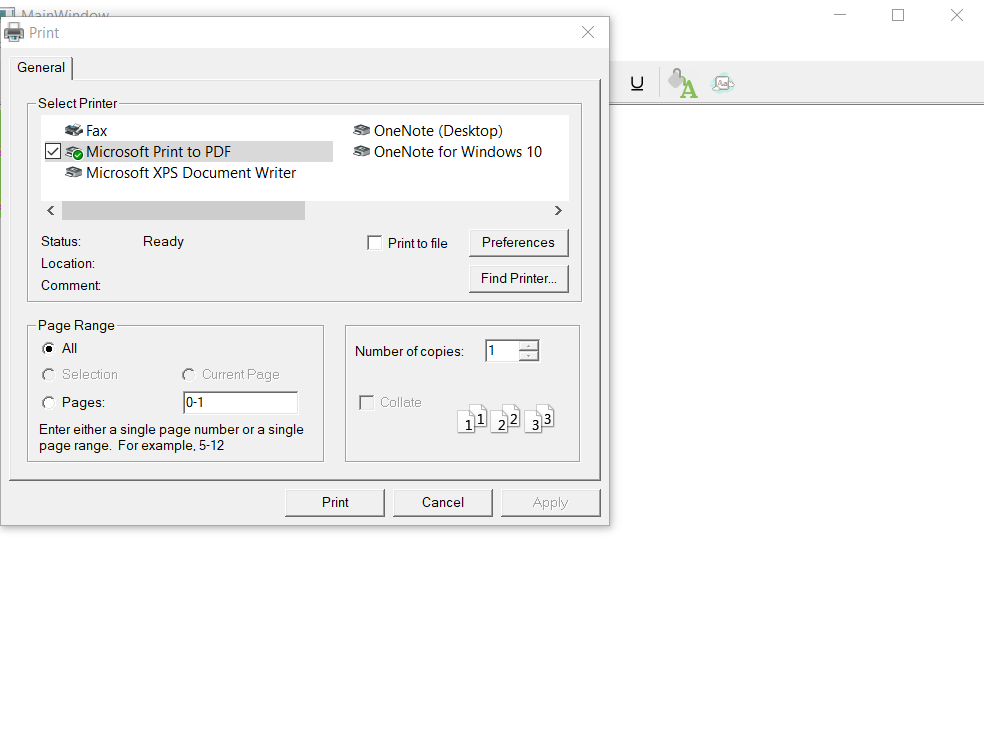 MainWindow
Print
General
U
A
Aa
Select Printer
Fax
OneNote (Desktop)
Microsoft Print to PDF
OneNote for Windows 10
Microsoft XPS Document Writer
Status: Ready
Print to file
Preferences
Location:
Find Printer...
Comment:
Page Range
All
Number of copies: 1
Selection
Current Page
Pages: 0-1
Collate
1 1 2 2 3 3
Enter either a single page number or a single
page range. For example, 5-12
Print
Cancel
Apply